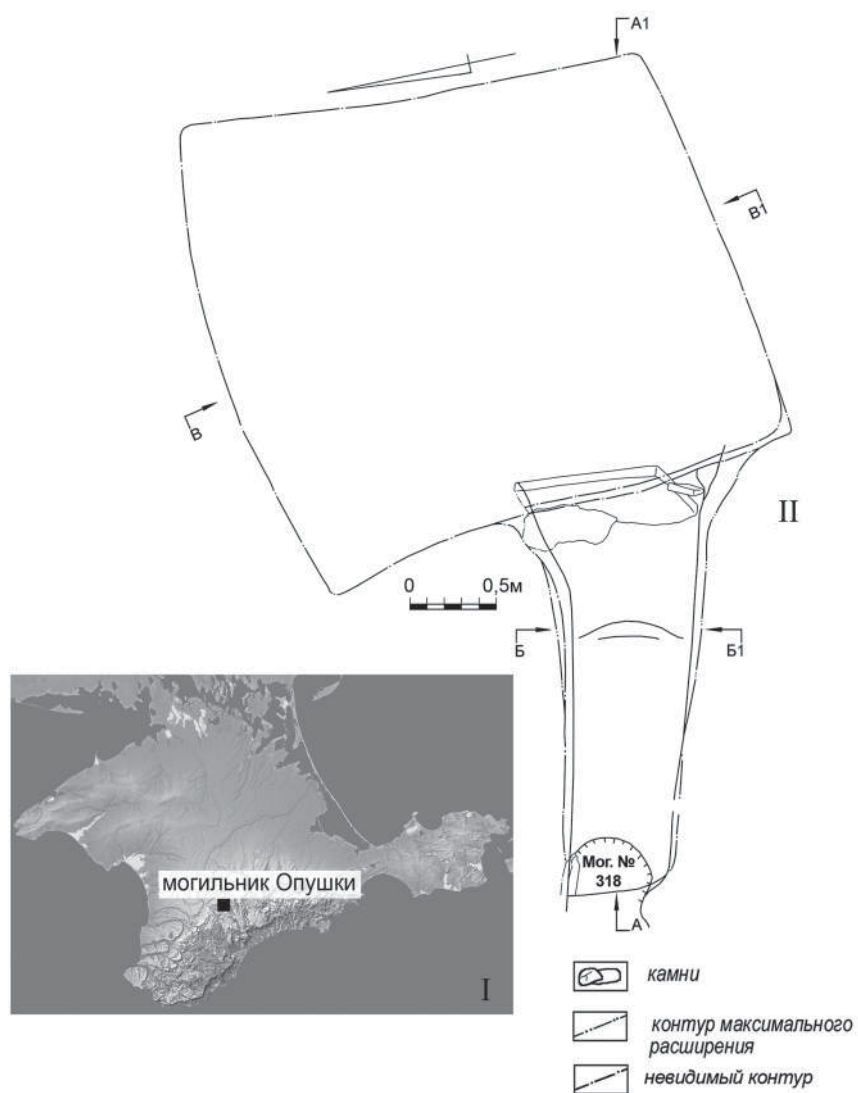 А1
В1
В
II
0 0,5м
Б
Б1
могильник Опушки
I
Мог. №
318
А
камни
контур максимального
расширения
невидимый контур